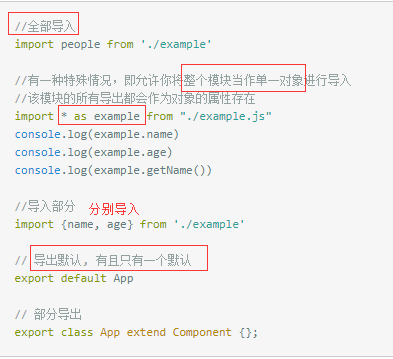 //全部导入
import people from './example'
//有一种特殊情况，即允许你将整个模块当作单一对象进行导入
//该模块的所有导出都会作为对象的属性存在
import * as example from "./example.js"
console.log(example.name)
console.log(example.age)
console.log(example.getName())
//导入部分 分别导入
import {name, age} from './example'
// 导出默认, 有且只有一个默认
export default App
// 部分导出
export class App extend Component {};